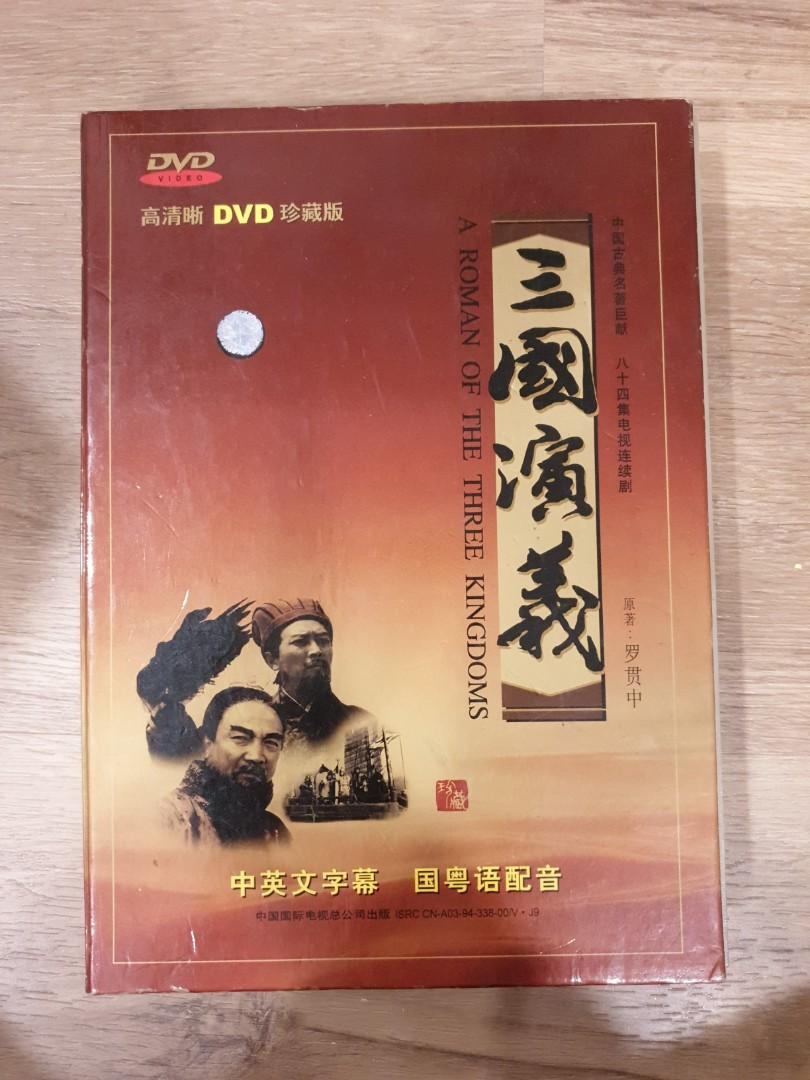 DVD
VIDEO
高清晰 DVD 珍藏版
中国古典名著巨献 八十四集电视连续剧
三國演義
A ROMAN OF THE THREE KINGDOMS
原著：罗贯中
珍藏
中英文字幕 国粤语配音
中国国际电视总公司出版 ISRC CN-A03-94-338-00/V·J9